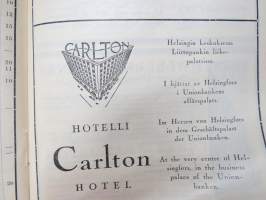 CARLTON
HOTELLI
Carlton
HOTEL
Helsingin keskuksessa
Liittopankin liike-
palatsissa.
I hjärtat av Helsingfors
i Unionbankens
affärspalats.
Im Herzen von Helsingfors
in dem Geschäftspalast
der Unionbanken.
At the very center of Hel-
singfors, in the business
palace of the Union-
banken.